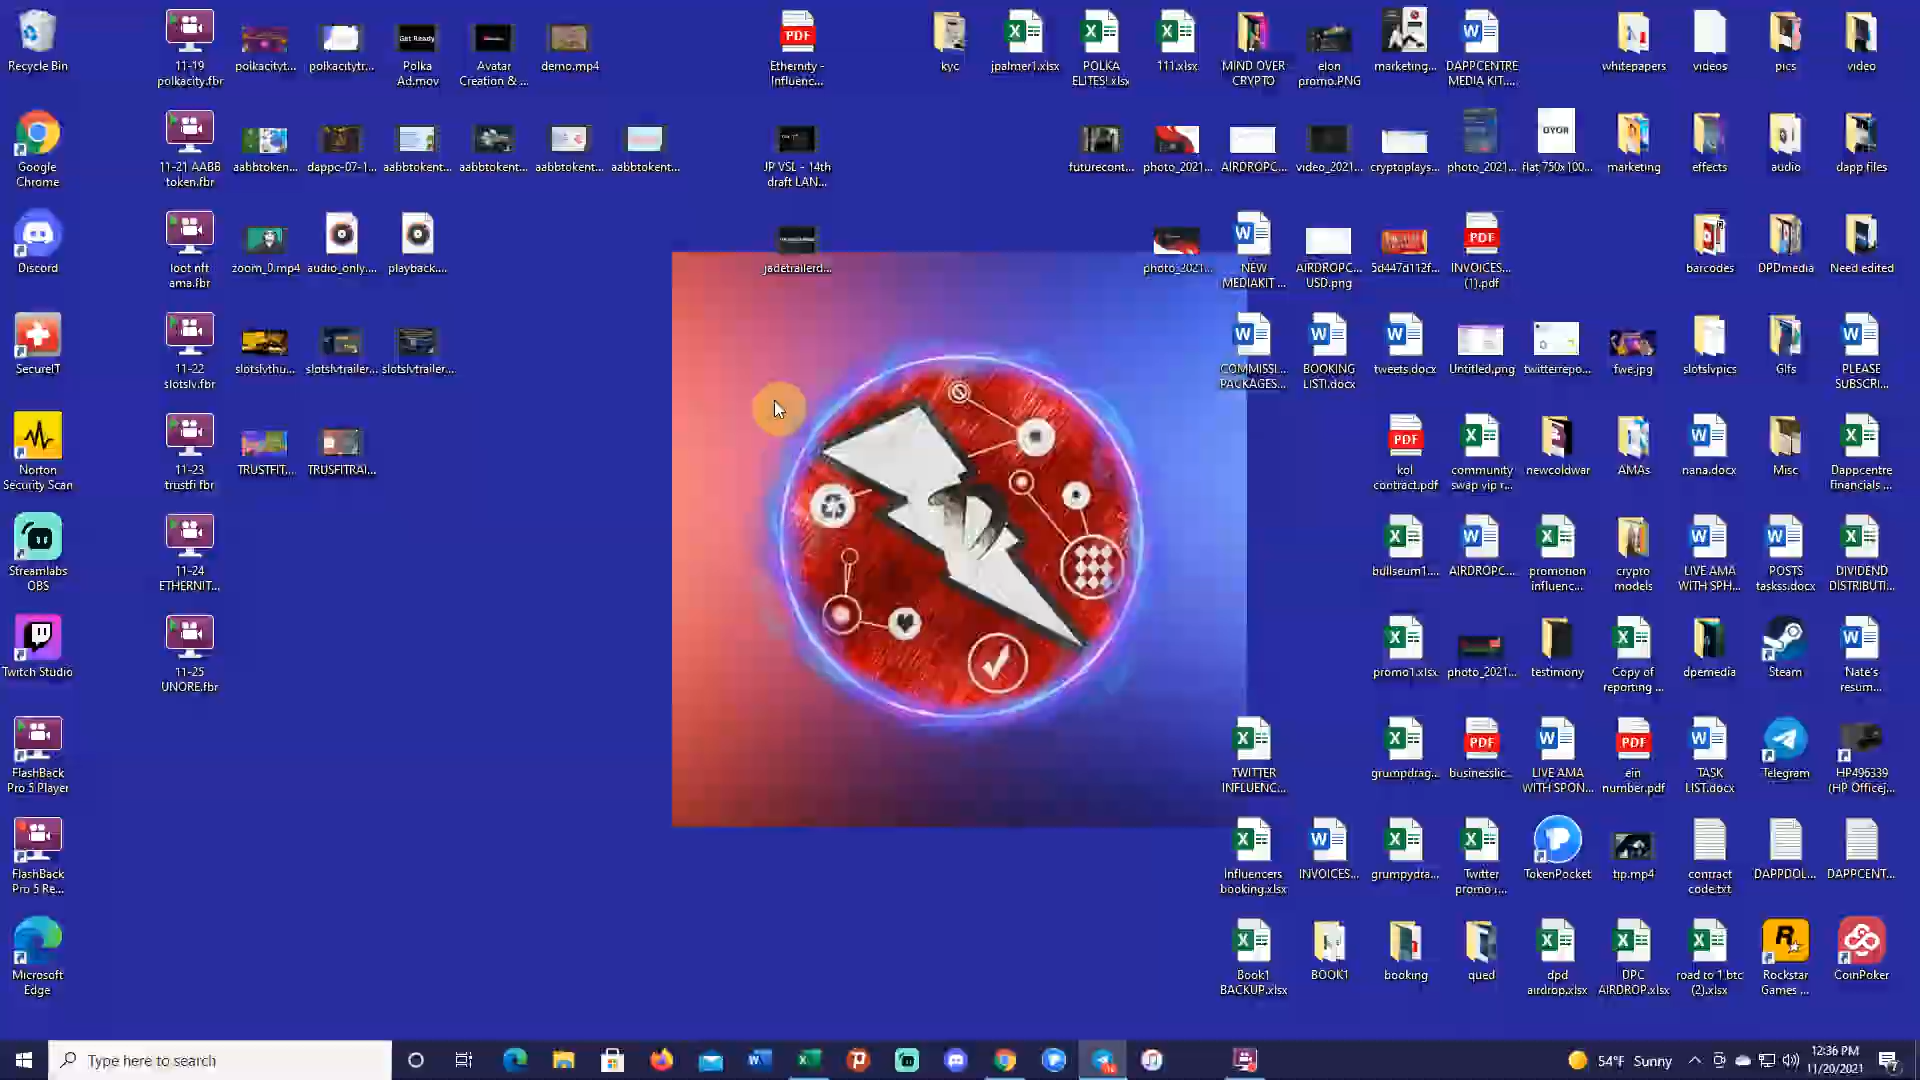 Recycle Bin
11-19
polkacity.fbr
polkacityt...
polkacitytr...
Get Ready
Polka
Ad.mov
Avatar
Creation & ...
demo.mp4
PDF
Ethernity -
Influenc...
kyc
jpalmer1.xlsx
POLKA
ELITES!.xlsx
111.xlsx
MIND OVER
CRYPTO
elon
promo.PNG
marketing...
DAPPCENTRE
MEDIA KIT....
whitepapers
videos
pics
video
Google
Chrome
11-21 AABB
token.fbr
aabbtoken...
dappc-07-1...
aabbtokent...
aabbtokent...
aabbtokent...
aabbtokent...
JP VSL - 14th
draft LAN...
futurecont...
photo_2021...
AIRDROPC...
video_2021...
cryptoplays...
photo_2021...
DYOR
flat,750x100...
marketing
effects
audio
dapp files
Discord
loot nft
ama.fbr
zoom_0.mp4
audio_only....
playback....
jadetrailerd...
photo_2021...
NEW
MEDIAKIT ...
AIRDROPC...
USD.png
5d447d112f...
PDF
INVOICES...
(1).pdf
barcodes
DPDmedia
Need edited
SecureIT
11-22
slotslv.fbr
slotslvthu...
slotslvtrailer...
slotslvtrailer...
COMMISSI...
PACKAGES...
BOOKING
LIST!.docx
tweets.docx
Untitled.png
twitterrepo...
fwe.jpg
slotslvpics
GIfs
PLEASE
SUBSCRI...
Norton
Security Scan
11-23
trustfi.fbr
TRUSTFIT...
TRUSFITRAI...
PDF
kol
contract.pdf
community
swap vip r...
newcoldwar
AMAs
nana.docx
Misc
Dappcentre
financials ...
Streamlabs
OBS
11-24
ETHERNIT...
bullseum1....
AIRDROPC...
promotion
influenc...
crypto
models
LIVE AMA
WITH SPH...
POSTS
taskss.docx
DIVIDEND
DISTRIBUTI...
Twitch Studio
11-25
UNORE.fbr
promo1.xlsx
photo_2021...
testimony
Copy of
reporting ...
dpemedia
Steam
Nate's
resum...
FlashBack
Pro 5 Player
TWITTER
INFLUENC...
grumpdrag...
PDF
businesslic...
LIVE AMA
WITH SPON...
PDF
ein
number.pdf
TASK
LIST.docx
Telegram
HP496339
(HP Officej...
FlashBack
Pro 5 Re...
Influencers
booking.xlsx
INVOICES...
grumpydra...
Twitter
promo r...
TokenPocket
tip.mp4
contract
code.txt
DAPPDOL...
DAPPCENT...
Microsoft
Edge
Book1
BACKUP.xlsx
BOOK1
booking
qued
dpd
airdrop.xlsx
DPC
AIRDROP.xlsx
road to 1 btc
(2).xlsx
Rockstar
Games ...
CoinPoker
Type here to search
54°F Sunny
12:36 PM
11/20/2021